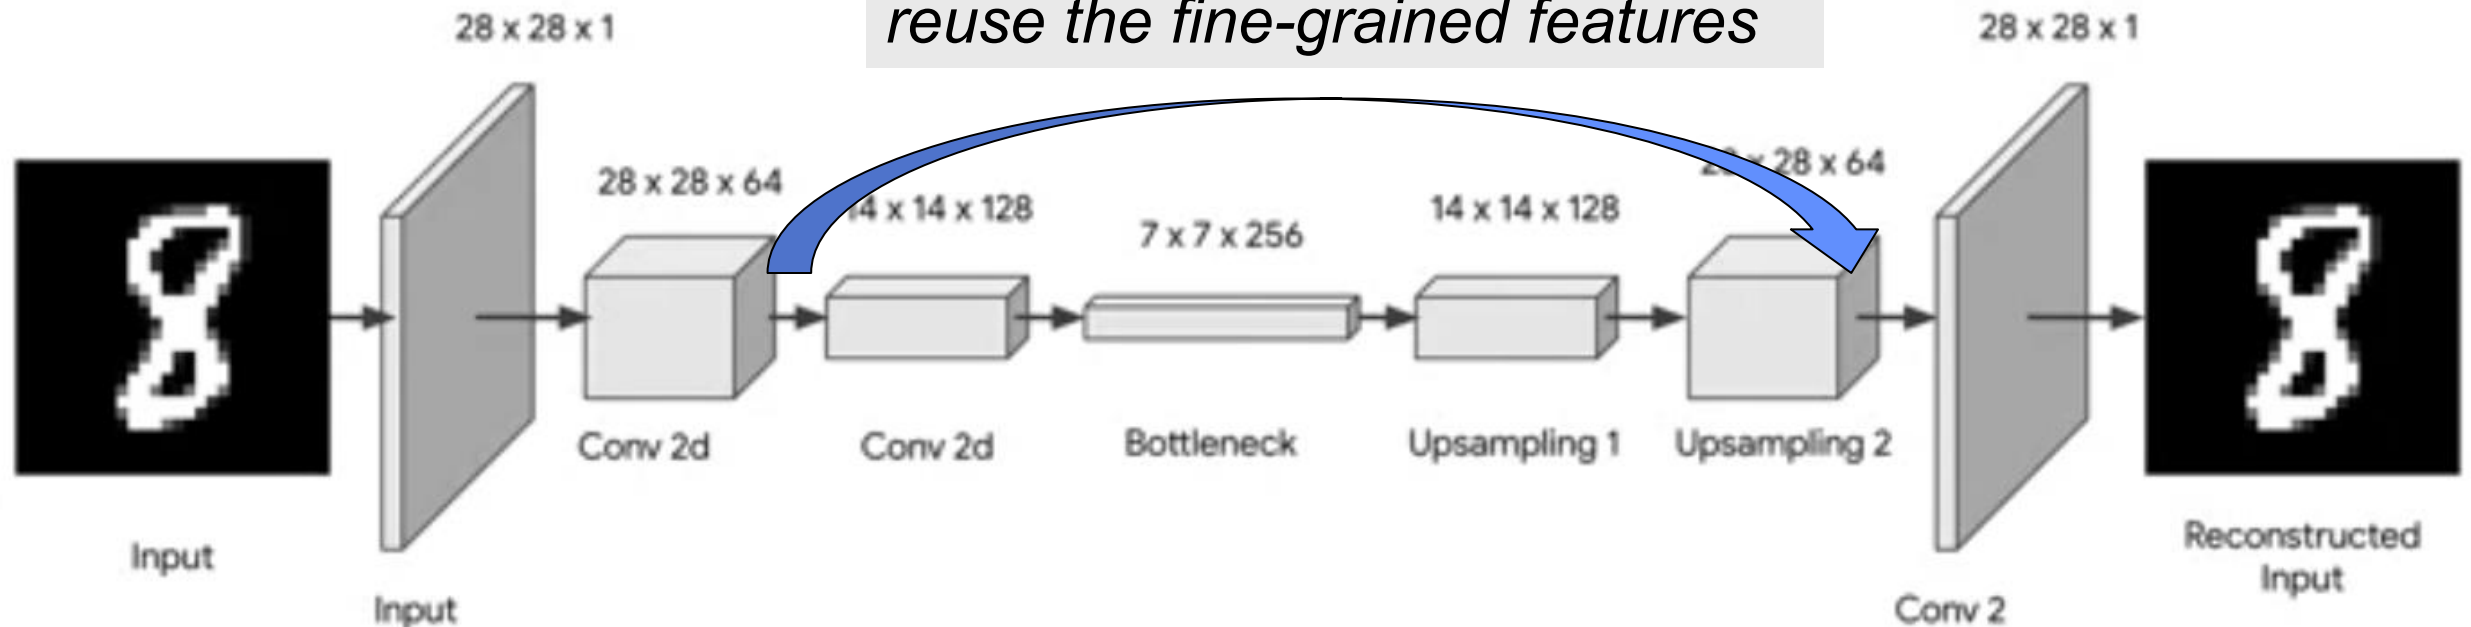 reuse the fine-grained features
28 x 28 x 1
28 x 28 x 1
28 x 28 x 64
14 x 14 x 128
7 x 7 x 256
14 x 14 x 128
28 x 28 x 64
Conv 2d
Conv 2d
Bottleneck
Upsampling 1
Upsampling 2
Input
Input
Conv 2
Reconstructed
Input